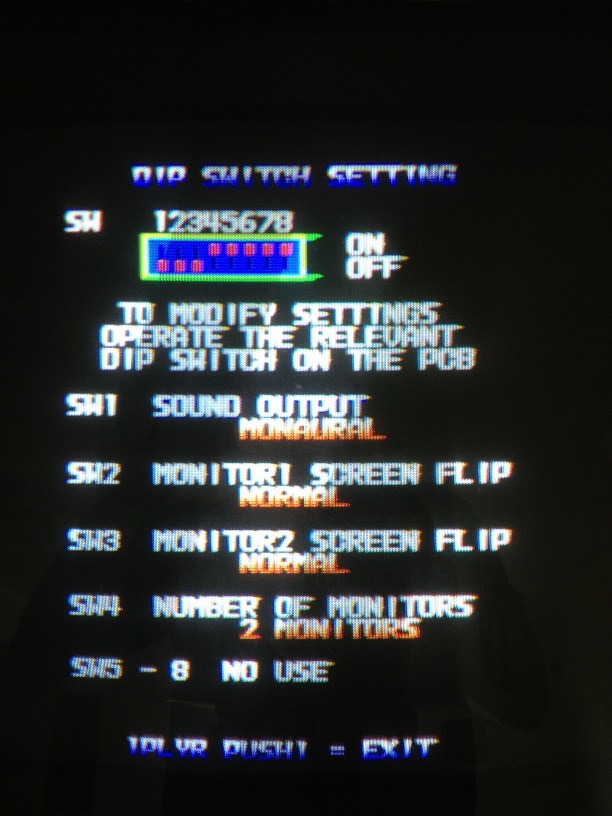 DIP SWITCH SETTING
SW 12345678
ON
OFF
TO MODIFY SETTINGS
OPERATE THE RELEVANT
DIP SWITCH ON THE PCB
SW1 SOUND OUTPUT
MONAURAL
SW2 MONITOR1 SCREEN FLIP
NORMAL
SW3 MONITOR2 SCREEN FLIP
NORMAL
SW4 NUMBER OF MONITORS
2 MONITORS
SW5 - 8 NO USE
1PLYR PUSH1 = EXIT